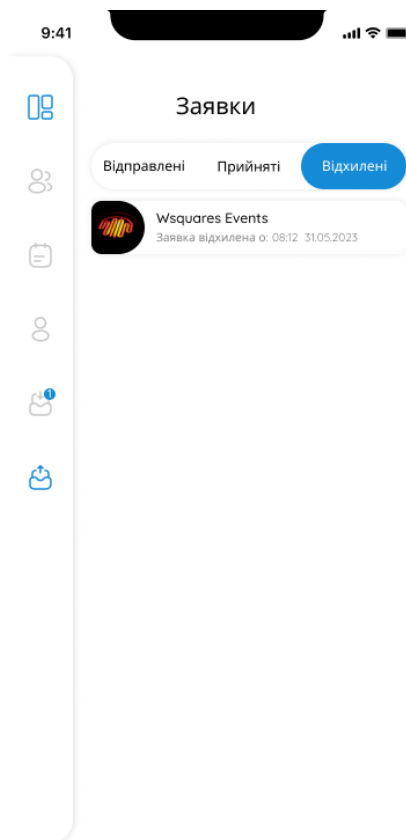 9:41
Заявки
Відправлені Прийняті Відхилені
Wsquares Events
Заявка відхилена о: 08:12 31.05.2023
1